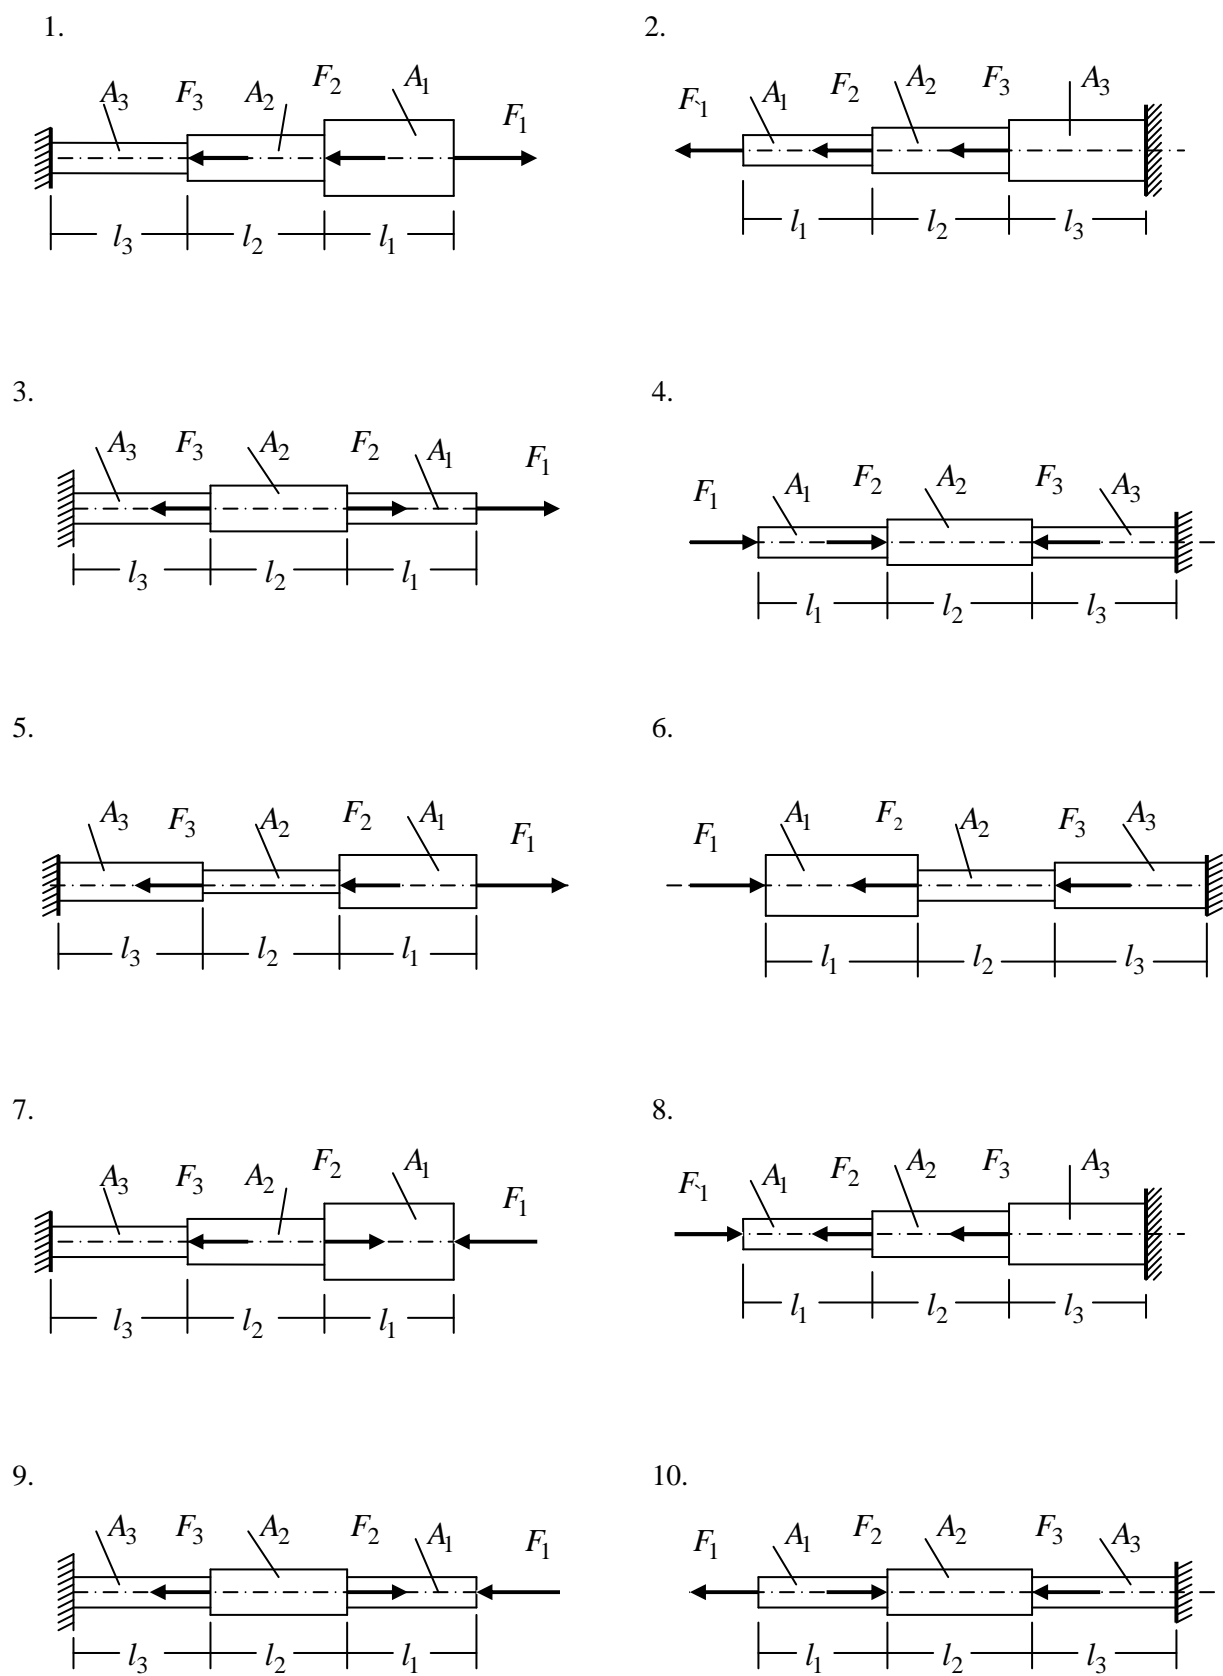 1.
A3 F3 A2 F2 A1 F1
l3 l2 l1
2.
F1 A1 F2 A2 F3 A3
l1 l2 l3
3.
A3 F3 A2 F2 A1 F1
l3 l2 l1
4.
F1 A1 F2 A2 F3 A3
l1 l2 l3
5.
A3 F3 A2 F2 A1 F1
l3 l2 l1
6.
F1 A1 F2 A2 F3 A3
l1 l2 l3
7.
A3 F3 A2 F2 A1 F1
l3 l2 l1
8.
F1 A1 F2 A2 F3 A3
l1 l2 l3
9.
A3 F3 A2 F2 A1 F1
l3 l2 l1
10.
F1 A1 F2 A2 F3 A3
l1 l2 l3